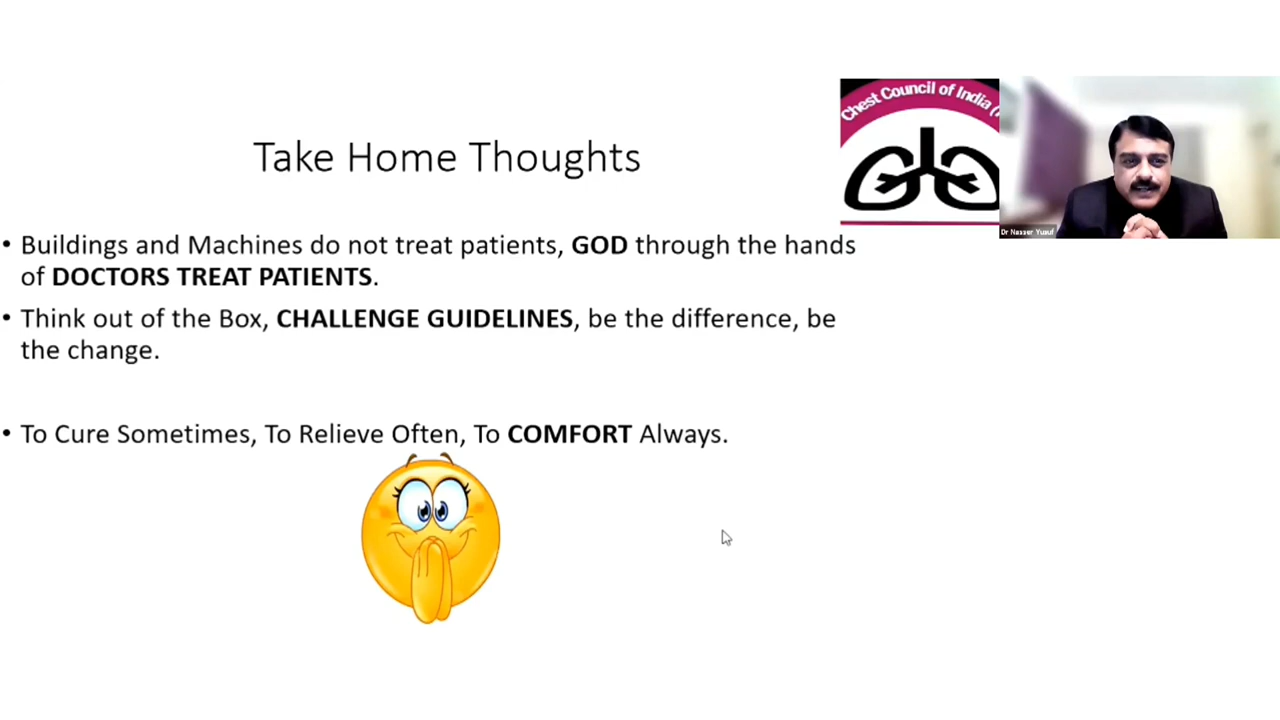 Chest Council of India (
Take Home Thoughts
Dr Nasser Yusuf
• Buildings and Machines do not treat patients, GOD through the hands
of DOCTORS TREAT PATIENTS.
• Think out of the Box, CHALLENGE GUIDELINES, be the difference, be
the change.
• To Cure Sometimes, To Relieve Often, To COMFORT Always.